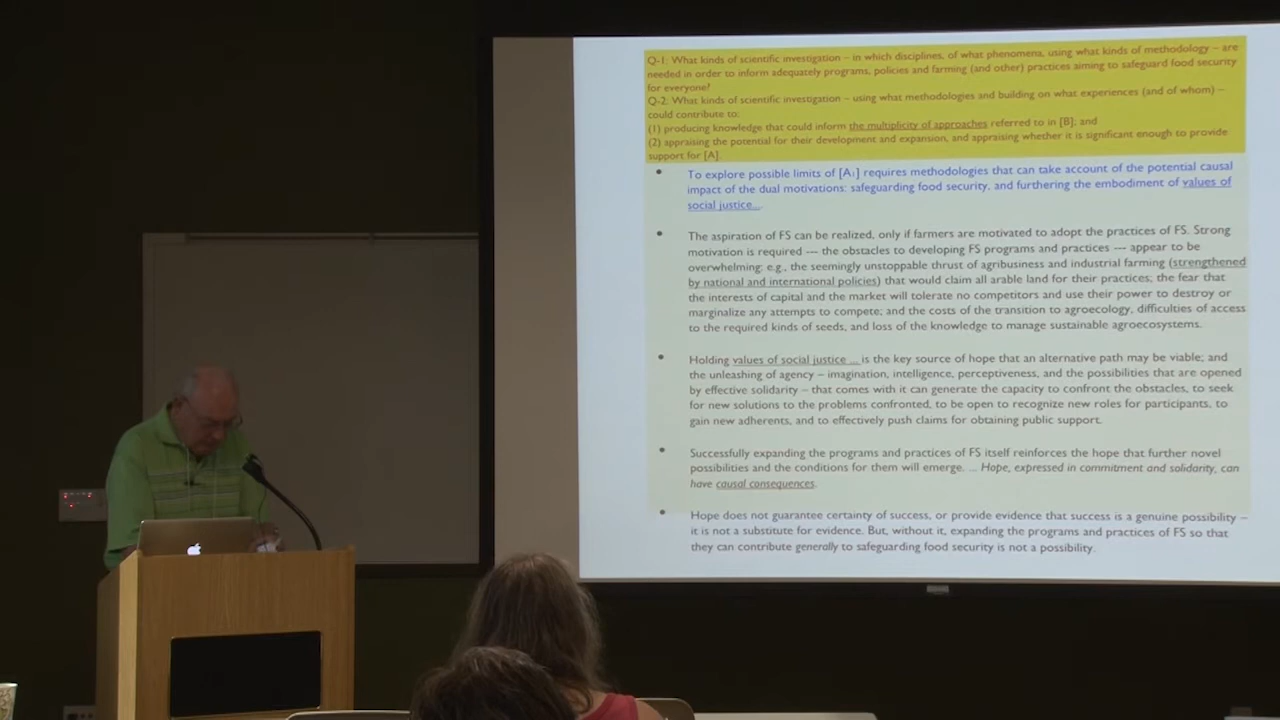 Q-1: What kinds of scientific investigation – in which disciplines, of what phenomena, using what kinds of methodology – are
needed in order to inform adequately programs, policies and farming (and other) practices aiming to safeguard food security
for everyone?
Q-2: What kinds of scientific investigation – using what methodologies and building on what experiences (and of whom) –
could contribute to:
(1) producing knowledge that could inform the multiplicity of approaches referred to in [B]; and
(2) appraising the potential for their development and expansion, and appraising whether it is significant enough to provide
support for [A].
• To explore possible limits of [A1] requires methodologies that can take account of the potential causal
impact of the dual motivations: safeguarding food security, and furthering the embodiment of values of
social justice...
• The aspiration of FS can be realized, only if farmers are motivated to adopt the practices of FS. Strong
motivation is required --- the obstacles to developing FS programs and practices --- appear to be
overwhelming: e.g., the seemingly unstoppable thrust of agribusiness and industrial farming (strengthened
by national and international policies) that would claim all arable land for their practices; the fear that
the interests of capital and the market will tolerate no competitors and use their power to destroy or
marginalize any attempts to compete; and the costs of the transition to agroecology, difficulties of access
to the required kinds of seeds, and loss of the knowledge to manage sustainable agroecosystems.
• Holding values of social justice ... is the key source of hope that an alternative path may be viable; and
the unleashing of agency – imagination, intelligence, perceptiveness, and the possibilities that are opened
by effective solidarity – that comes with it can generate the capacity to confront the obstacles, to seek
for new solutions to the problems confronted, to be open to recognize new roles for participants, to
gain new adherents, and to effectively push claims for obtaining public support.
• Successfully expanding the programs and practices of FS itself reinforces the hope that further novel
possibilities and the conditions for them will emerge. ... Hope, expressed in commitment and solidarity, can
have causal consequences.
• Hope does not guarantee certainty of success, or provide evidence that success is a genuine possibility –
it is not a substitute for evidence. But, without it, expanding the programs and practices of FS so that
they can contribute generally to safeguarding food security is not a possibility.